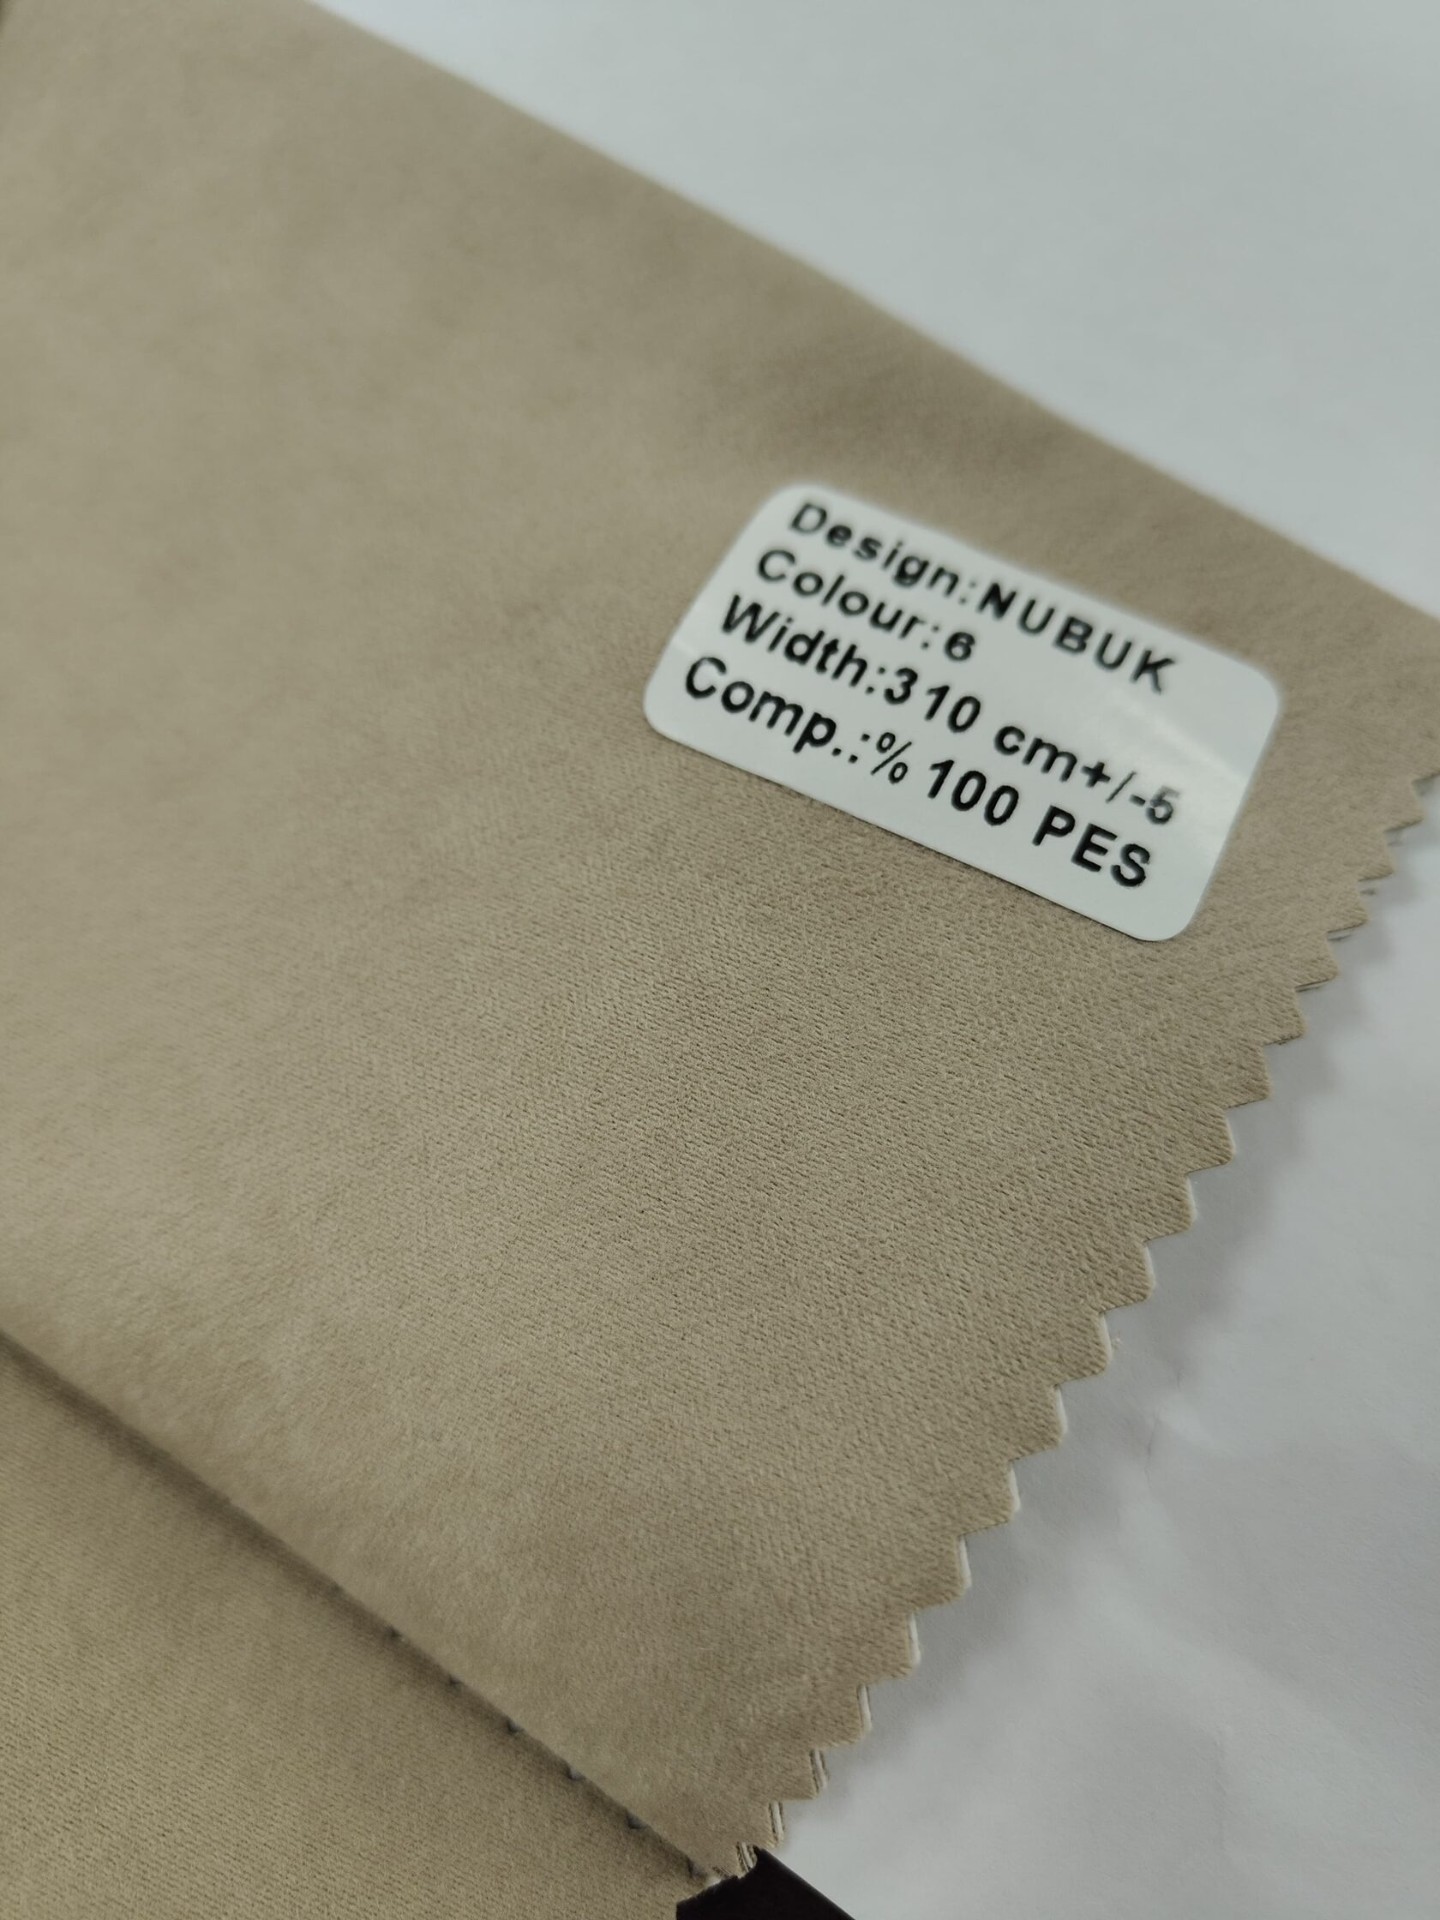 Design:NUBUK
Colour:6
Width:310 cm+/-5
Comp.:% 100 PES